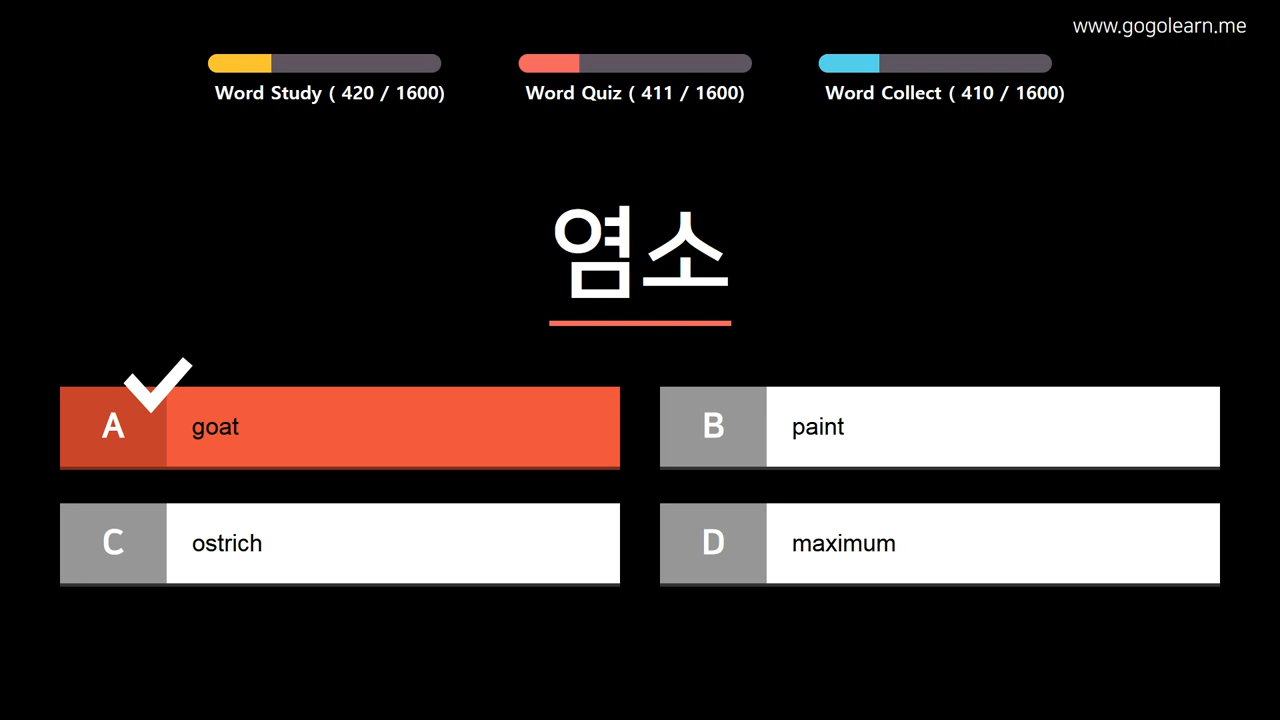 www.gogolearn.me
Word Study ( 420 / 1600)
Word Quiz ( 411 / 1600)
Word Collect ( 410 / 1600)
염소
A goat
B paint
C ostrich
D maximum